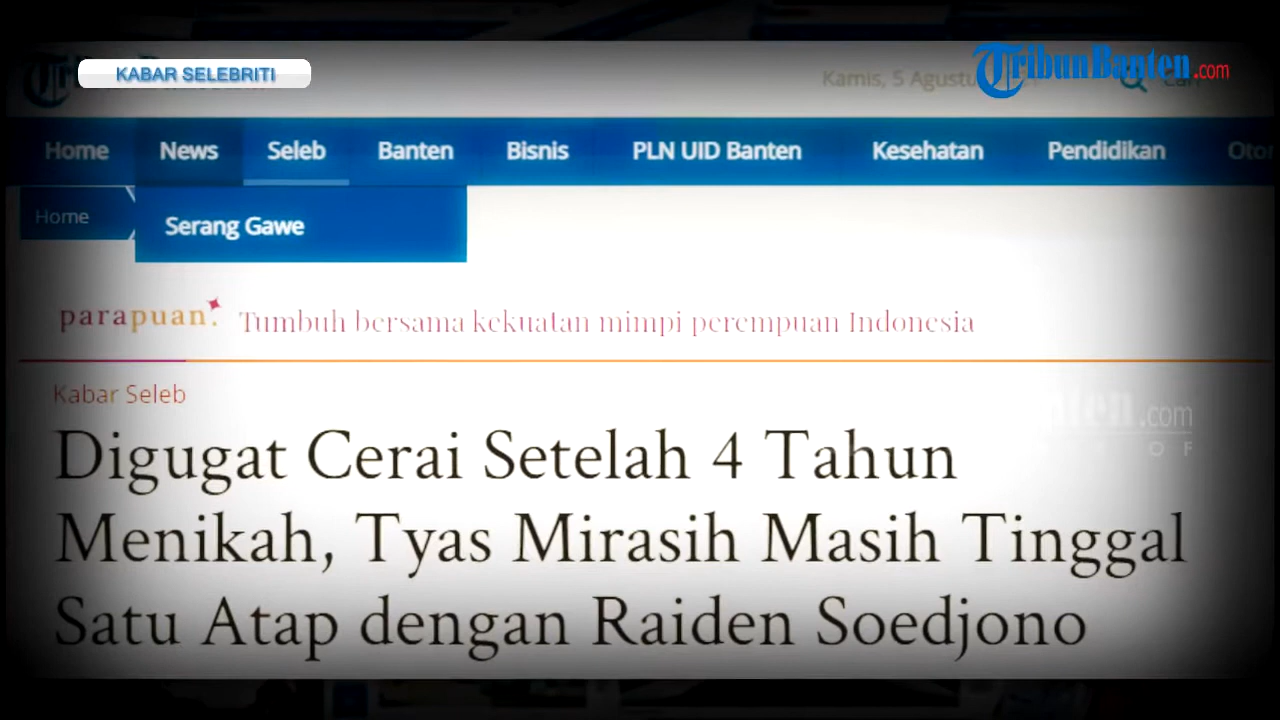 KABAR SELEBRITI
TribunBanten.com
Kamis, 5 Agustu
Home News Seleb Banten Bisnis PLN UID Banten Kesehatan Pendidikan Otor
Home
Serang Gawe
parapuan. Tumbuh bersama kekuatan mimpi perempuan Indonesia
Kabar Seleb
Digugat Cerai Setelah 4 Tahun
Menikah, Tyas Mirasih Masih Tinggal
Satu Atap dengan Raiden Soedjono